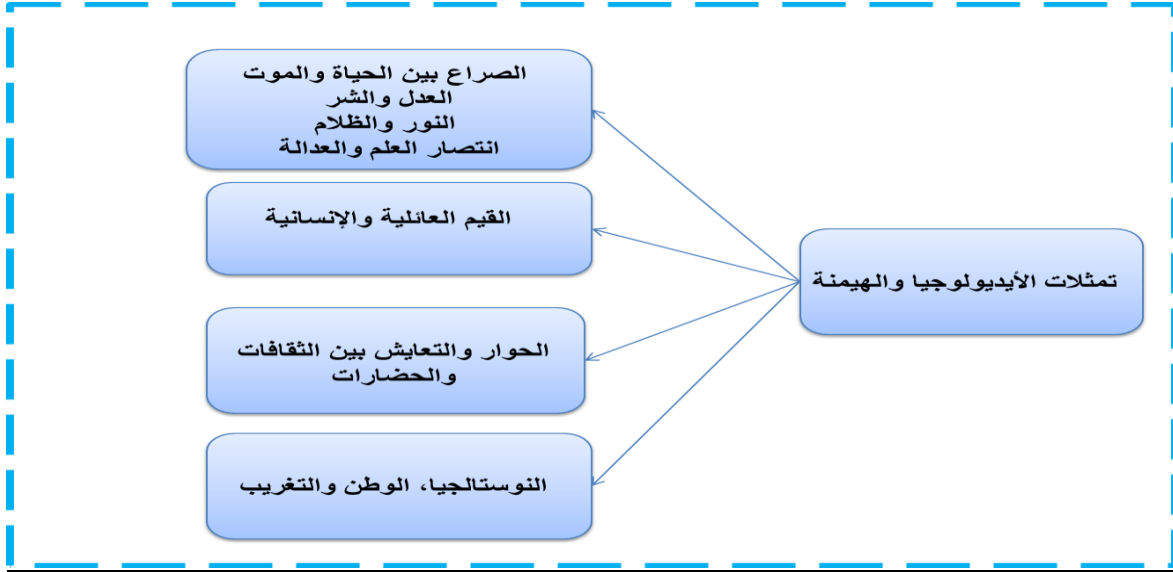 تمثلات الأيديولوجيا والهيمنة
الصراع بين الحياة والموت
العدل والشر
النور والظلام
انتصار العلم والعدالة
القيم العائلية والإنسانية
الحوار والتعايش بين الثقافات
والحضارات
النوستالجيا، الوطن والتغريب